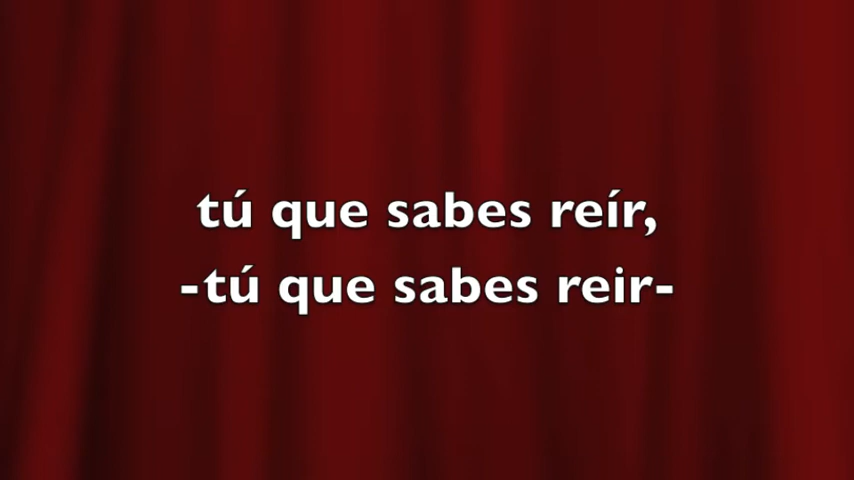 tú que sabes reír,
-tú que sabes reir-